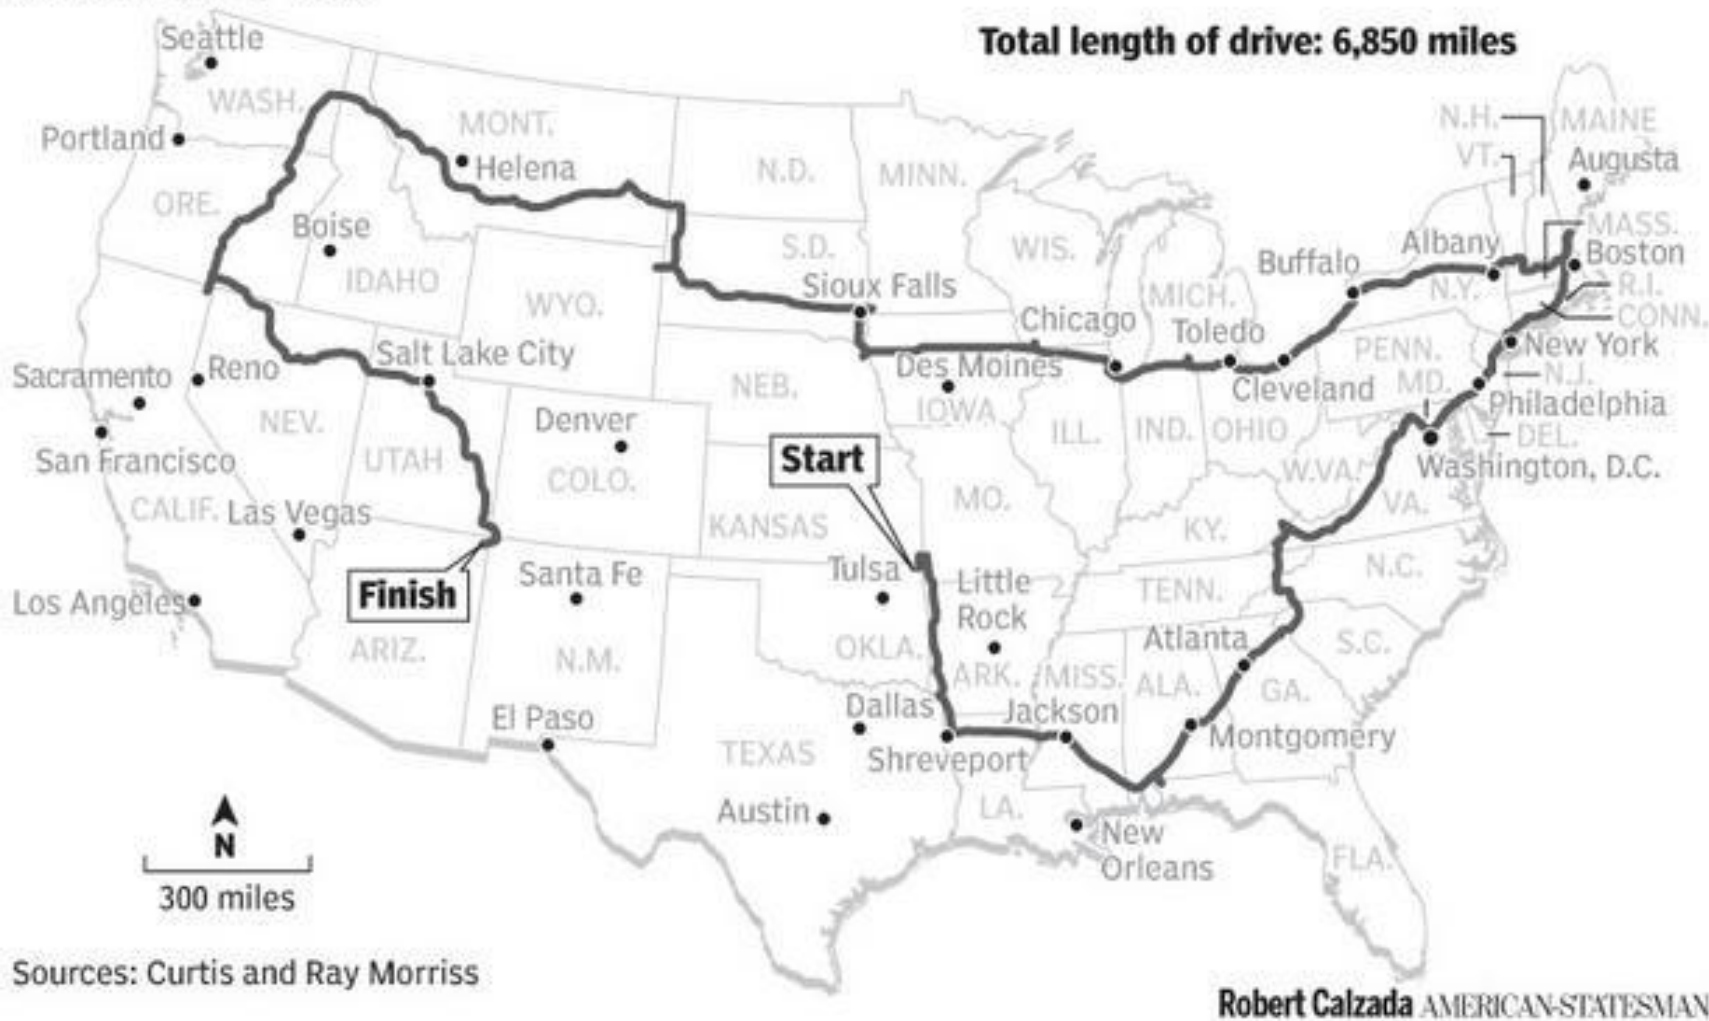 Total length of drive: 6,850 miles
Seattle
WASH.
Portland
ORE.
MONT.
Helena
Boise
IDAHO
N.D.
MINN.
N.H.
MAINE
VT.
Augusta
MASS.
Boston
S.D.
WIS.
Albany
Buffalo
N.Y.
R.I.
CONN.
WYO.
Sioux Falls
MICH.
Chicago
Toledo
New York
Salt Lake City
Reno
Sacramento
Des Moines
Cleveland
PENN.
MD.
N.J.
Philadelphia
NEB.
IOWA
NEV.
Denver
ILL.
IND.
OHIO
DEL.
San Francisco
UTAH
COLO.
Start
W.VA.
Washington, D.C.
CALIF.
Las Vegas
KANSAS
MO.
KY.
VA.
Los Angeles
Finish
Santa Fe
Tulsa
Little
Rock
TENN.
N.C.
ARIZ.
N.M.
OKLA.
ARK.
MISS.
Atlanta
ALA.
GA.
S.C.
El Paso
Dallas
Jackson
Montgomery
TEXAS
Shreveport
Austin
LA.
New
Orleans
FLA.
N
300 miles
Sources: Curtis and Ray Morriss
Robert Calzada AMERICAN-STATESMAN